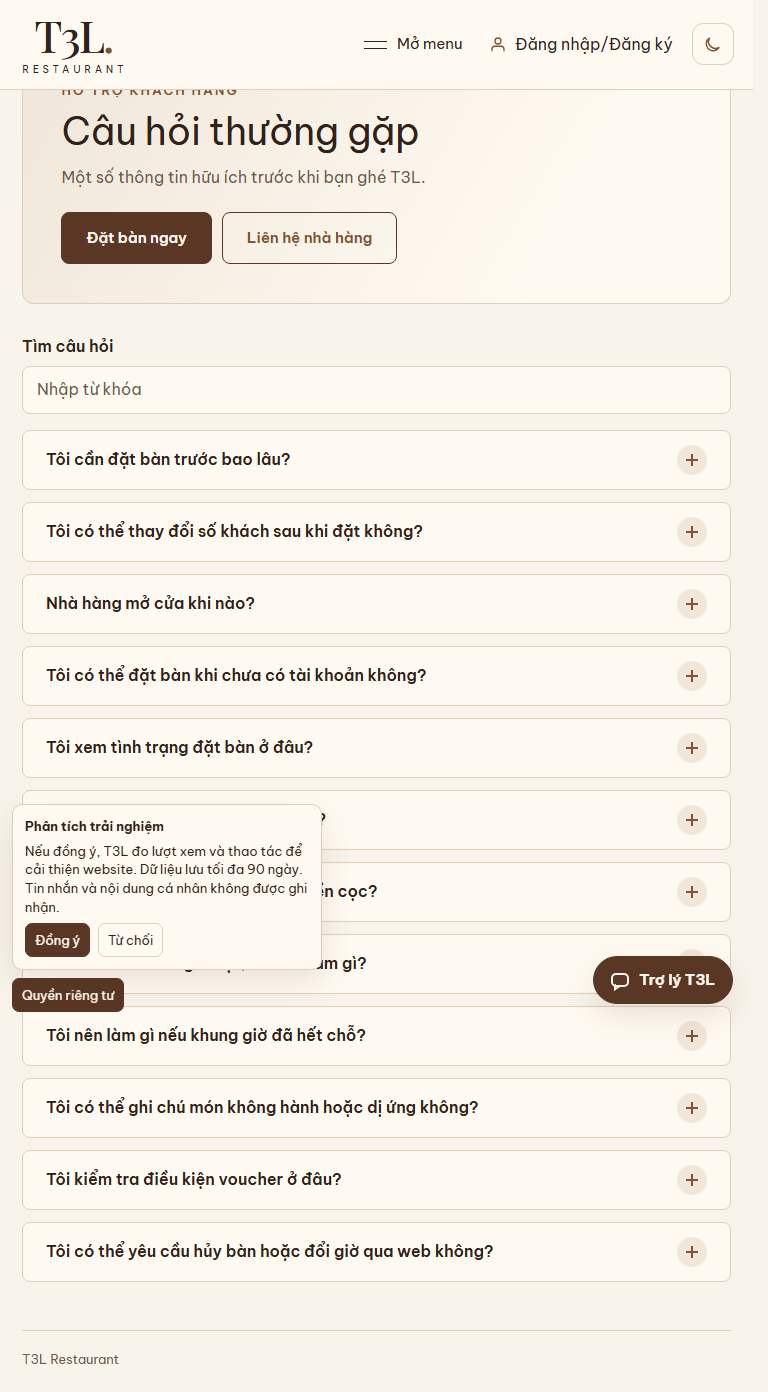 T3L.
RESTAURANT
Mở menu
Đăng nhập/Đăng ký
HỖ TRỢ KHÁCH HÀNG
Câu hỏi thường gặp
Một số thông tin hữu ích trước khi bạn ghé T3L.
Đặt bàn ngay
Liên hệ nhà hàng
Tìm câu hỏi
Nhập từ khóa
Tôi cần đặt bàn trước bao lâu?
Tôi có thể thay đổi số khách sau khi đặt không?
Nhà hàng mở cửa khi nào?
Tôi có thể đặt bàn khi chưa có tài khoản không?
Tôi xem tình trạng đặt bàn ở đâu?
?
Phân tích trải nghiệm
Nếu đồng ý, T3L đo lượt xem và thao tác để
cải thiện website. Dữ liệu lưu tối đa 90 ngày.
Tin nhắn và nội dung cá nhân không được ghi
nhận.
Đồng ý
Từ chối
cọc?
gì?
Quyền riêng tư
Trợ lý T3L
Tôi nên làm gì nếu khung giờ đã hết chỗ?
Tôi có thể ghi chú món không hành hoặc dị ứng không?
Tôi kiểm tra điều kiện voucher ở đâu?
Tôi có thể yêu cầu hủy bàn hoặc đổi giờ qua web không?
T3L Restaurant